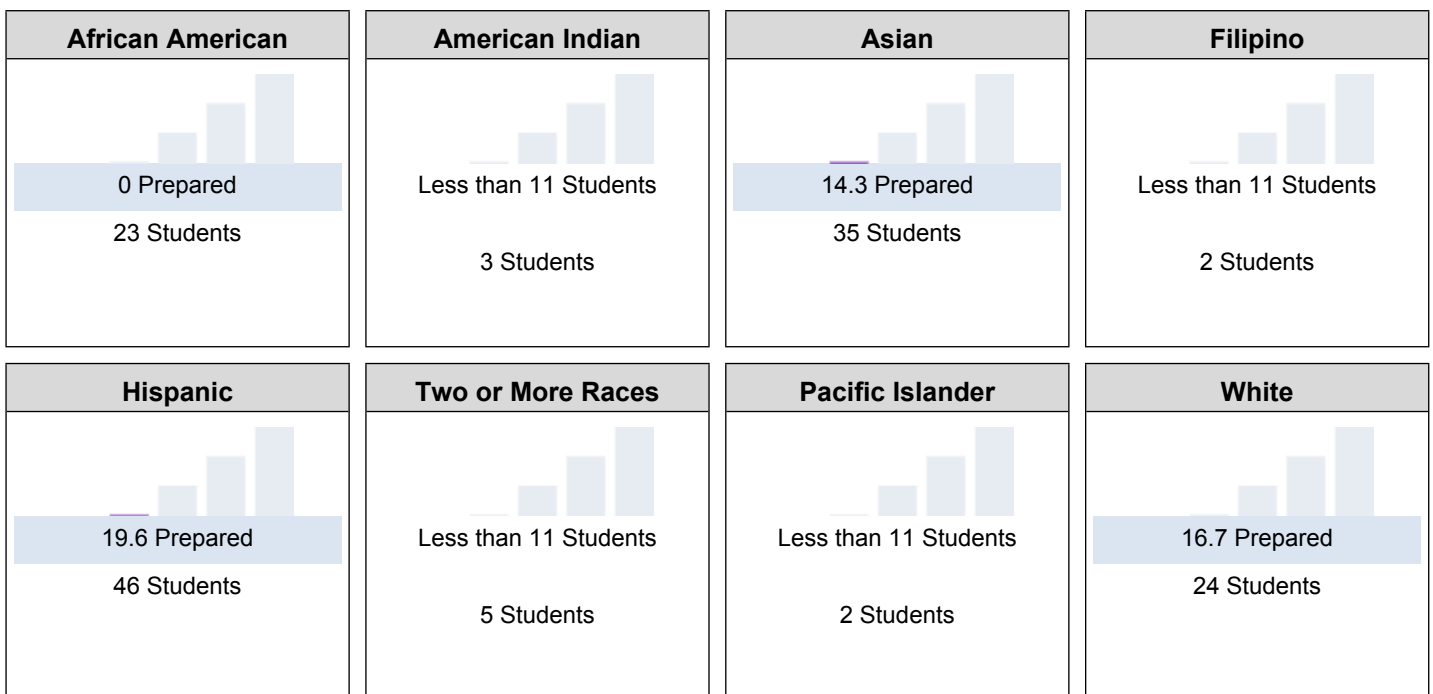 African American
0 Prepared
23 Students
American Indian
Less than 11 Students
3 Students
Asian
14.3 Prepared
35 Students
Filipino
Less than 11 Students
2 Students
Hispanic
19.6 Prepared
46 Students
Two or More Races
Less than 11 Students
5 Students
Pacific Islander
Less than 11 Students
2 Students
White
16.7 Prepared
24 Students